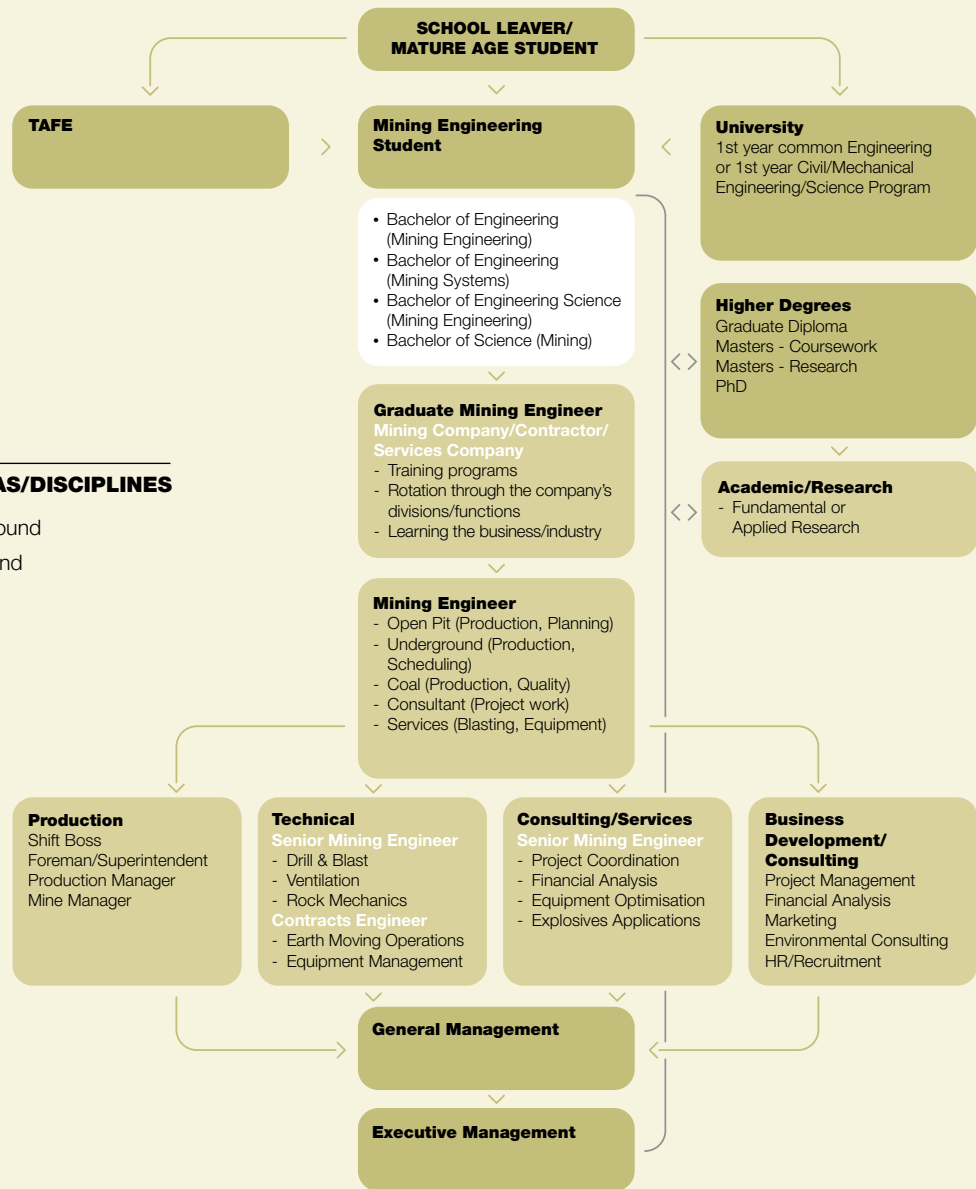 SCHOOL LEAVER/
MATURE AGE STUDENT
TAFE
Mining Engineering
Student
University
1st year common Engineering
or 1st year Civil/Mechanical
Engineering/Science Program
• Bachelor of Engineering
(Mining Engineering)
• Bachelor of Engineering
(Mining Systems)
• Bachelor of Engineering Science
(Mining Engineering)
• Bachelor of Science (Mining)
Higher Degrees
Graduate Diploma
Masters - Coursework
Masters - Research
PhD
Graduate Mining Engineer
Mining Company/Contractor/
Services Company
- Training programs
- Rotation through the company's
divisions/functions
- Learning the business/industry
Academic/Research
- Fundamental or
Applied Research
AS/DISCIPLINES
ound
nd
Mining Engineer
- Open Pit (Production, Planning)
- Underground (Production,
Scheduling)
- Coal (Production, Quality)
- Consultant (Project work)
- Services (Blasting, Equipment)
Production
Shift Boss
Foreman/Superintendent
Production Manager
Mine Manager
Technical
Senior Mining Engineer
- Drill & Blast
- Ventilation
- Rock Mechanics
Contracts Engineer
- Earth Moving Operations
- Equipment Management
Consulting/Services
Senior Mining Engineer
- Project Coordination
- Financial Analysis
- Equipment Optimisation
- Explosives Applications
Business
Development/
Consulting
Project Management
Financial Analysis
Marketing
Environmental Consulting
HR/Recruitment
General Management
Executive Management